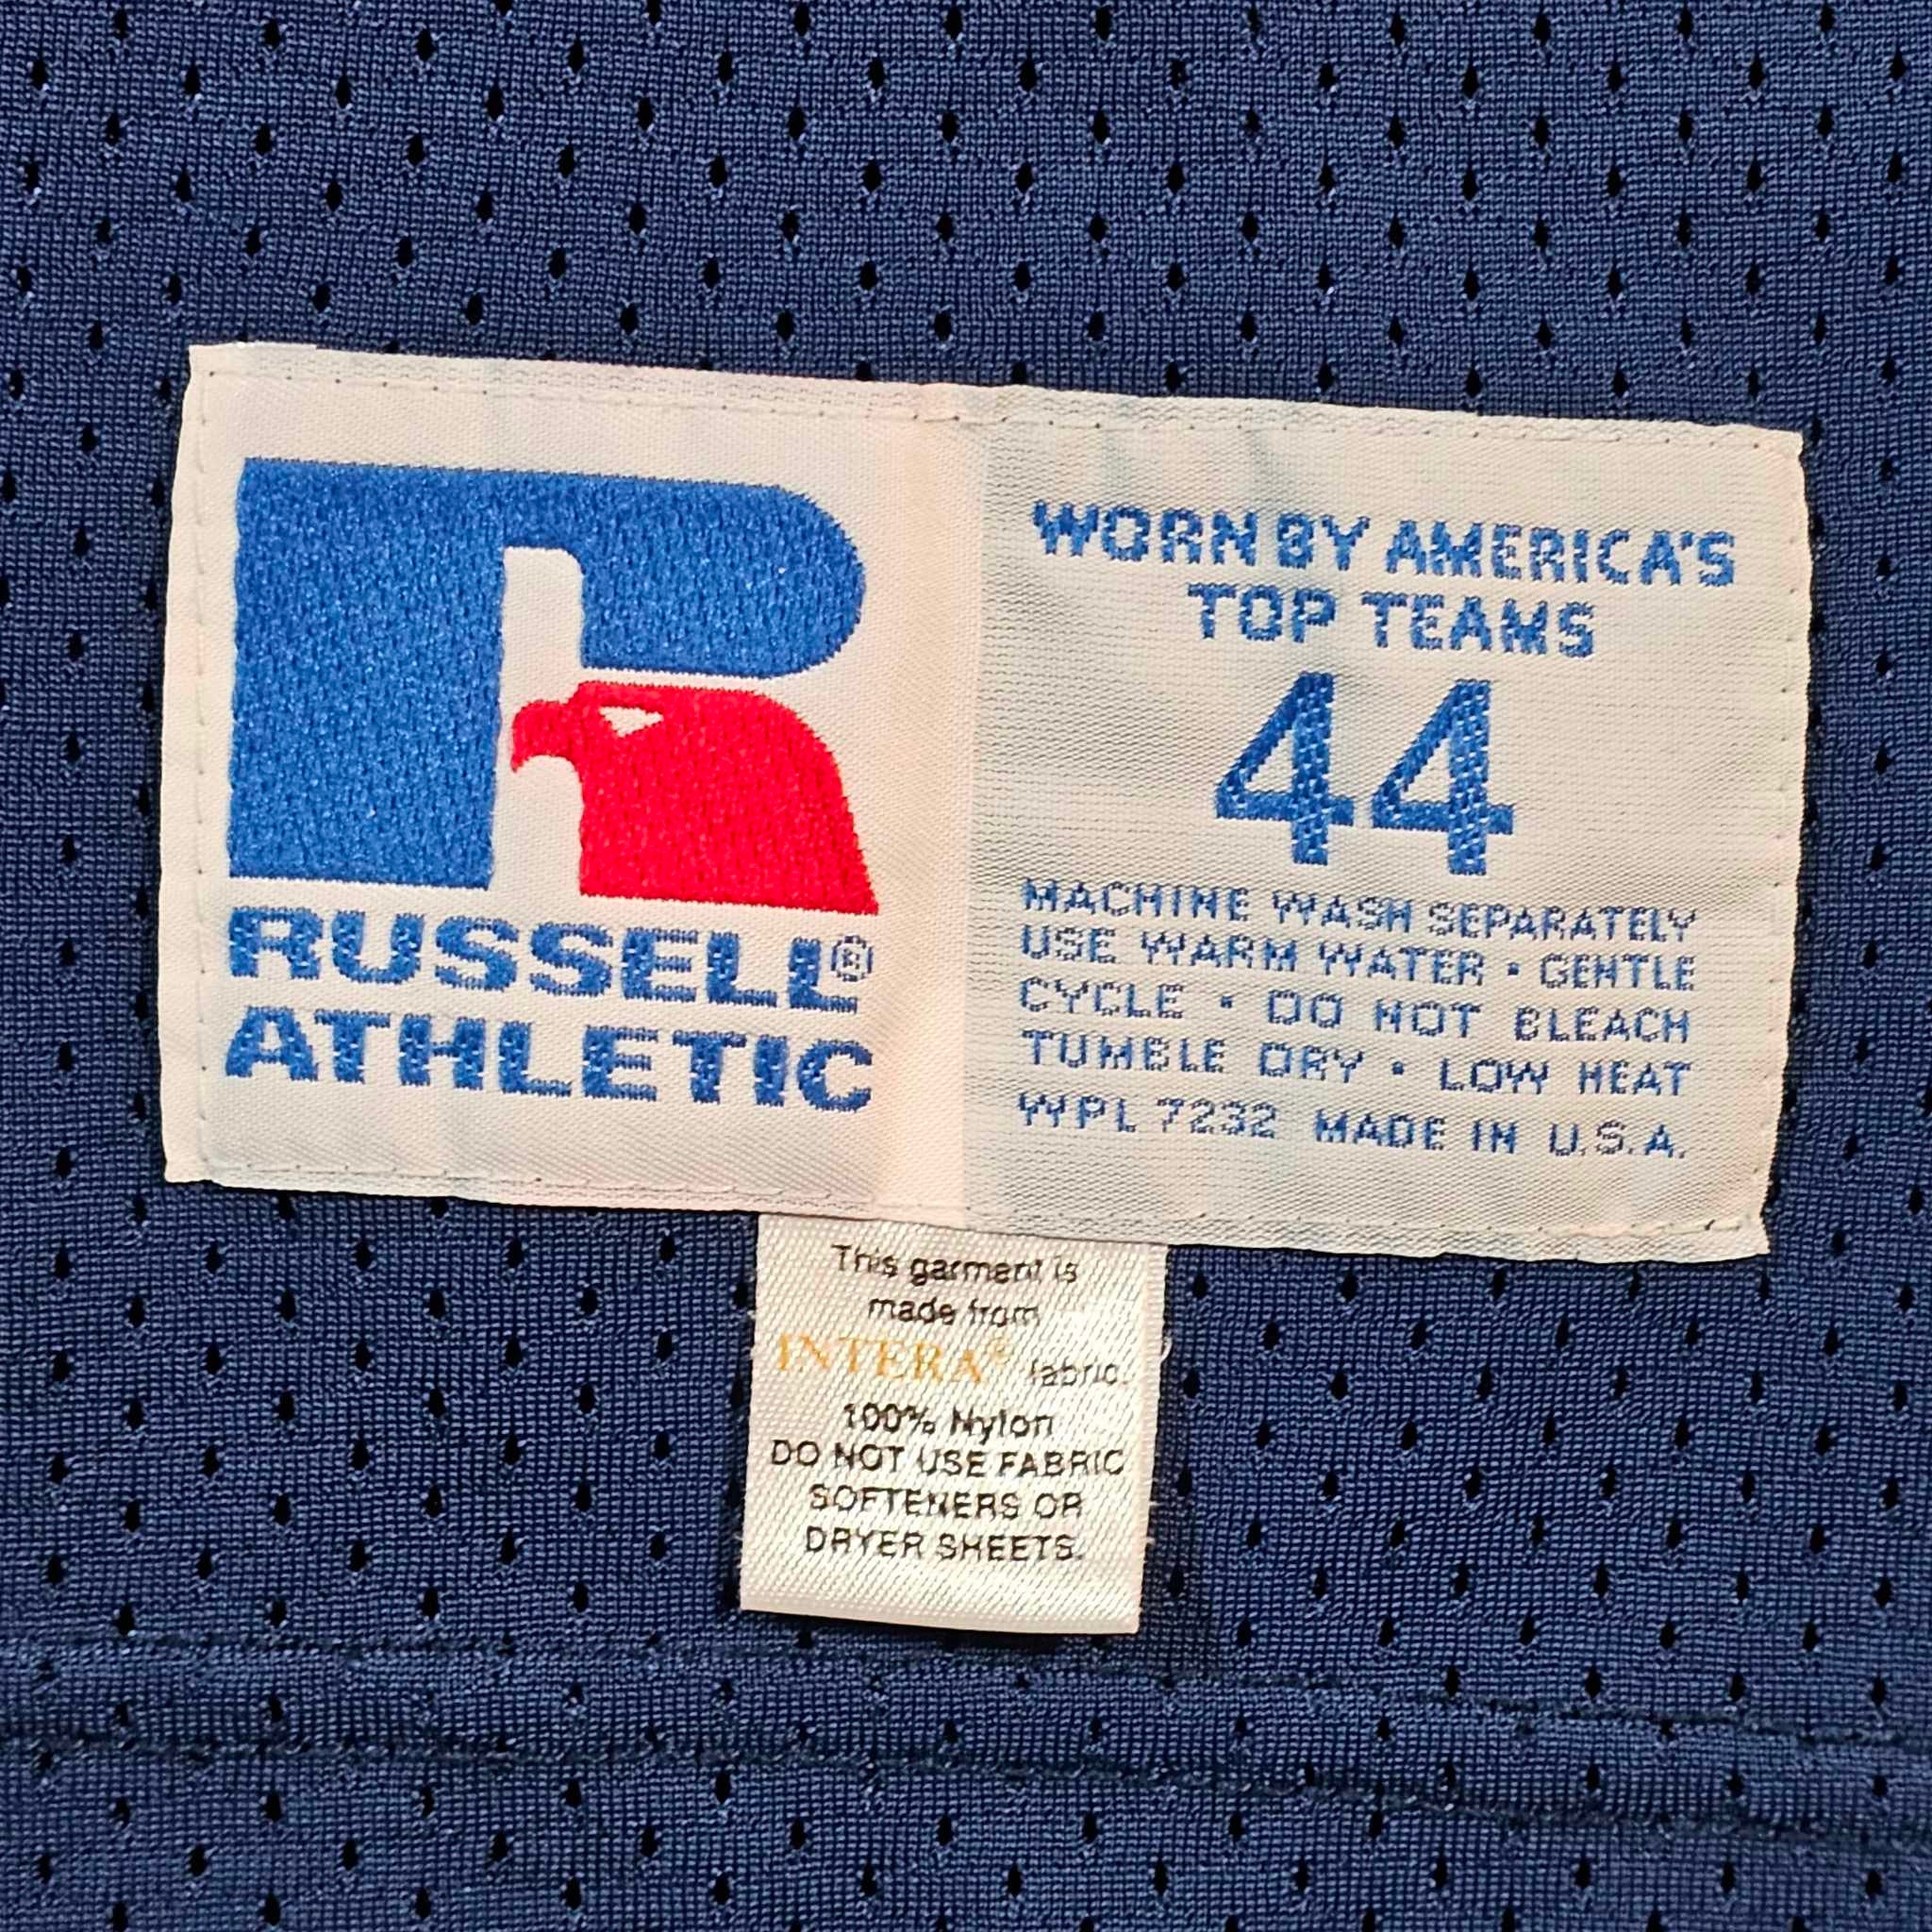 RUSSELL®
ATHLETIC
WORN BY AMERICA'S
TOP TEAMS
44
MACHINE WASH SEPARATELY
USE WARM WATER • GENTLE
CYCLE • DO NOT BLEACH
TUMBLE DRY • LOW HEAT
WPL 7232 MADE IN U.S.A.
This garment is
made from
INTERA® fabric.
100% Nylon
DO NOT USE FABRIC
SOFTENERS OR
DRYER SHEETS.